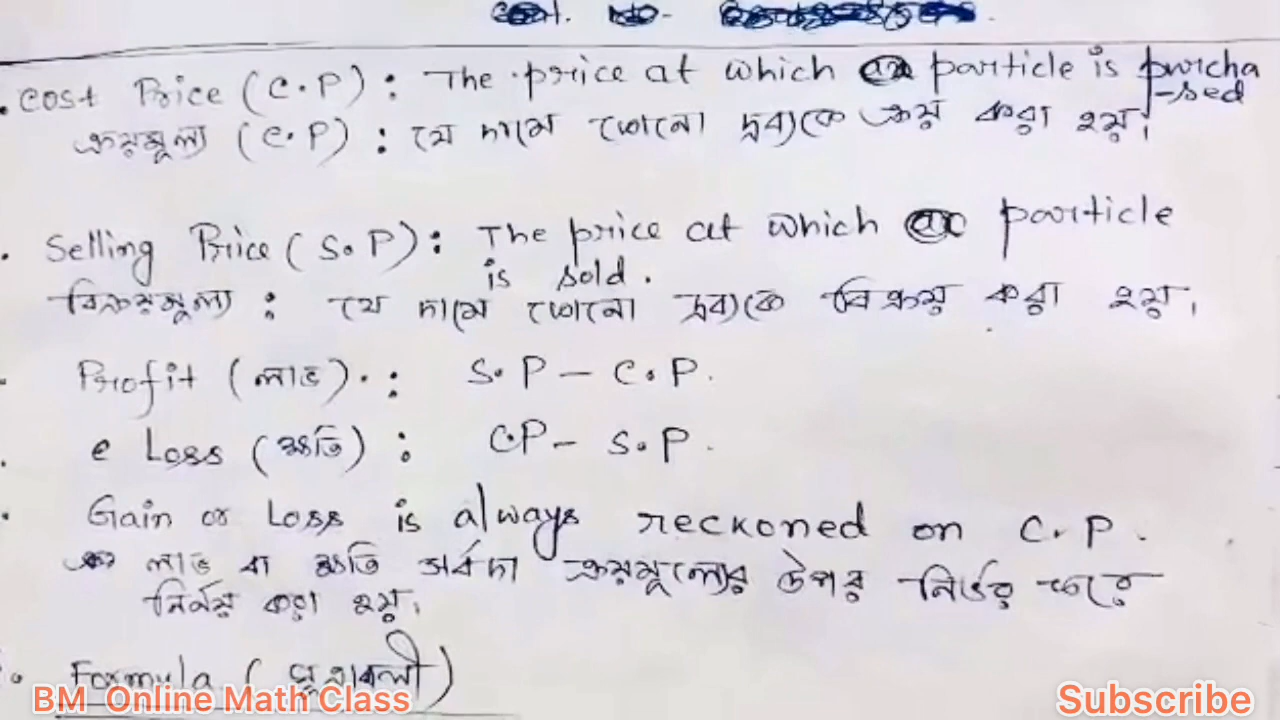 Cost Price (C.P) : The price at which particle is purcha
-sed
ক্রয়মূল্য (C.P) : যে দামে কোনো দ্রব্যকে ক্রয় করা হয়।
Selling Price (S.P) : The price at which particle
is sold.
বিক্রয়মূল্য : যে দামে কোনো দ্রব্যকে বিক্রয় করা হয়।
Profit (লাভ) : S.P – C.P.
Loss (ক্ষতি) : C.P – S.P.
Gain or Loss is always reckoned on C.P.
লাভ বা ক্ষতি সর্বদা ক্রয়মূল্যের উপর নির্ভর করে
নির্নয় করা হয়।
Formula (সূত্রাবলী)
BM Online Math Class
Subscribe